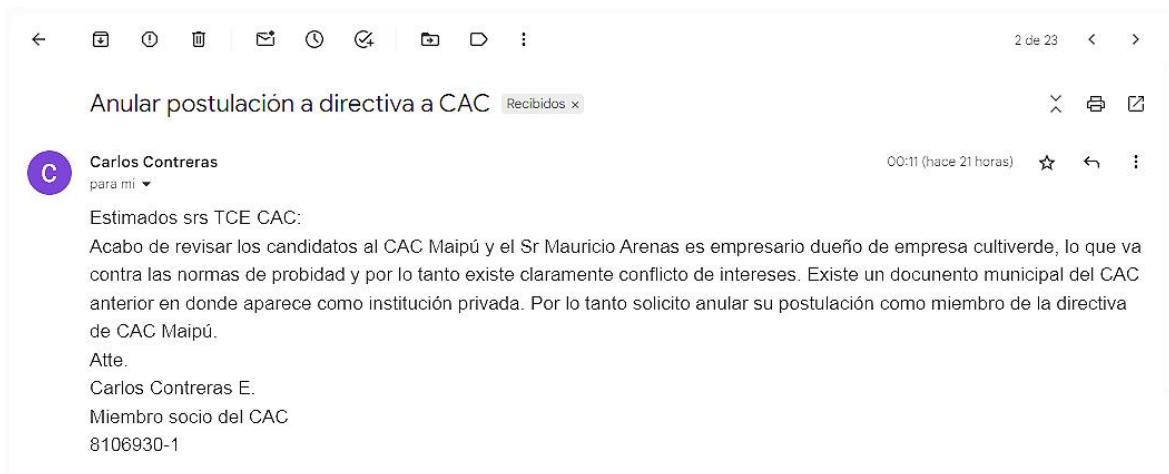 2 de 23
Anular postulación a directiva a CAC Recibidos x
C
Carlos Contreras 00:11 (hace 21 horas)
para mí
Estimados srs TCE CAC:
Acabo de revisar los candidatos al CAC Maipú y el Sr Mauricio Arenas es empresario dueño de empresa cultiverde, lo que va
contra las normas de probidad y por lo tanto existe claramente conflicto de intereses. Existe un documento municipal del CAC
anterior en donde aparece como institución privada. Por lo tanto solicito anular su postulación como miembro de la directiva
de CAC Maipú.
Atte.
Carlos Contreras E.
Miembro socio del CAC
8106930-1